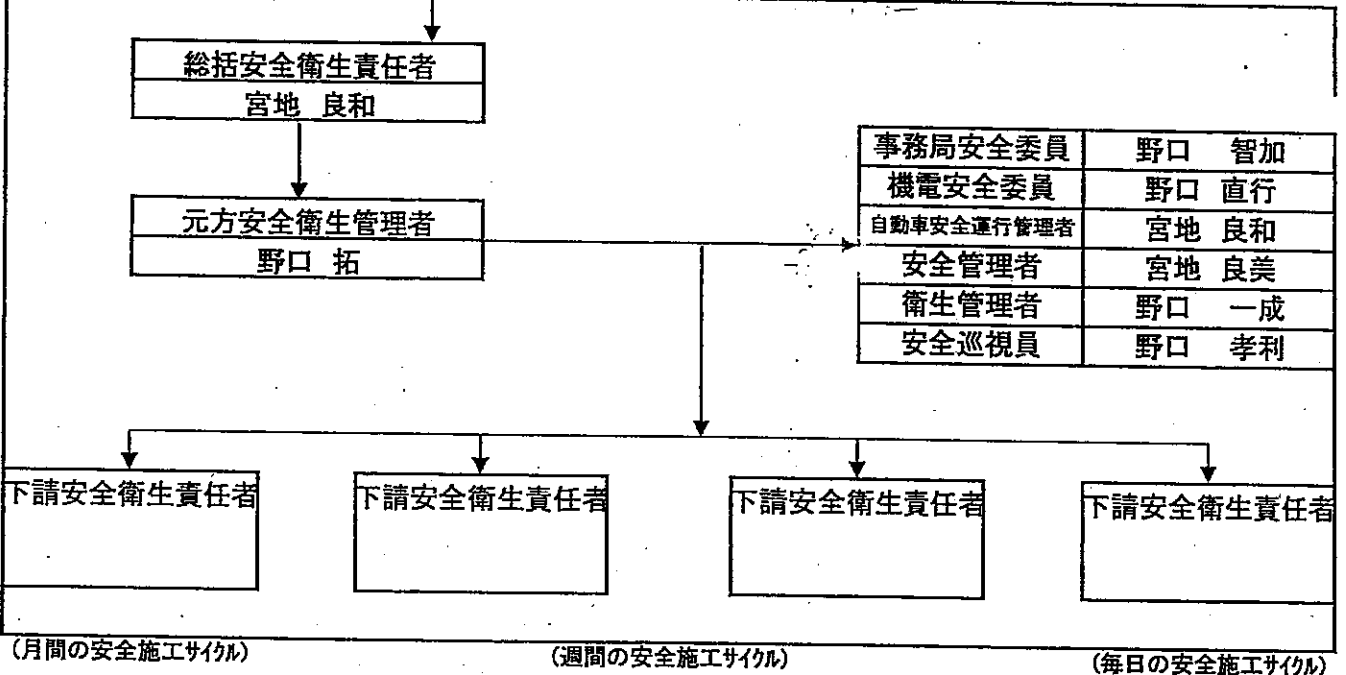 総括安全衛生責任者
宮地 良和
元方安全衛生管理者
野口 拓
事務局安全委員 野口 智加
機電安全委員 野口 直行
自動車安全運行管理者 宮地 良和
安全管理者 宮地 良美
衛生管理者 野口 一成
安全巡視員 野口 孝利
下請安全衛生責任者
下請安全衛生責任者
下請安全衛生責任者
下請安全衛生責任者
(月間の安全施工サイクル)
(週間の安全施工サイクル)
(毎日の安全施工サイクル)